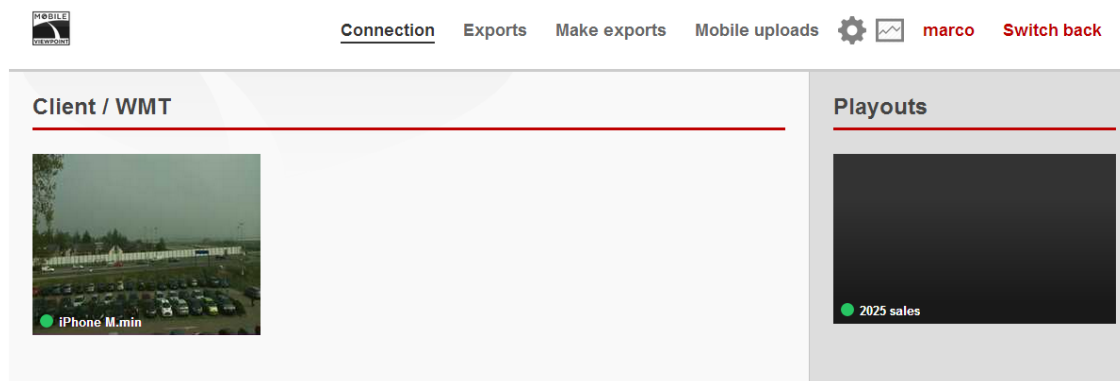 MOBILE
VIEWPOINT
Connection Exports Make exports Mobile uploads marco Switch back
Client / WMT
Playouts
iPhone M.min
2025 sales